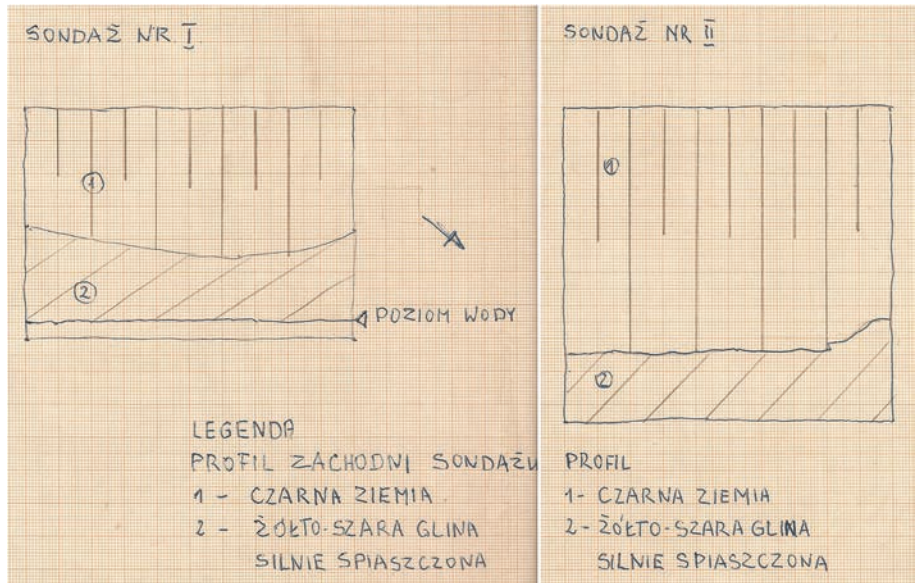 SONDAŻ NR I
1
2
POZIOM WODY
LEGENDA
PROFIL ZACHODNI SONDAŻU
1 - CZARNA ZIEMIA
2 - ŻÓŁTO-SZARA GLINA
SILNIE SPIASZCZONA
SONDAŻ NR II
1
2
PROFIL
1- CZARNA ZIEMIA
2- ŻÓŁTO-SZARA GLINA
SILNIE SPIASZCZONA